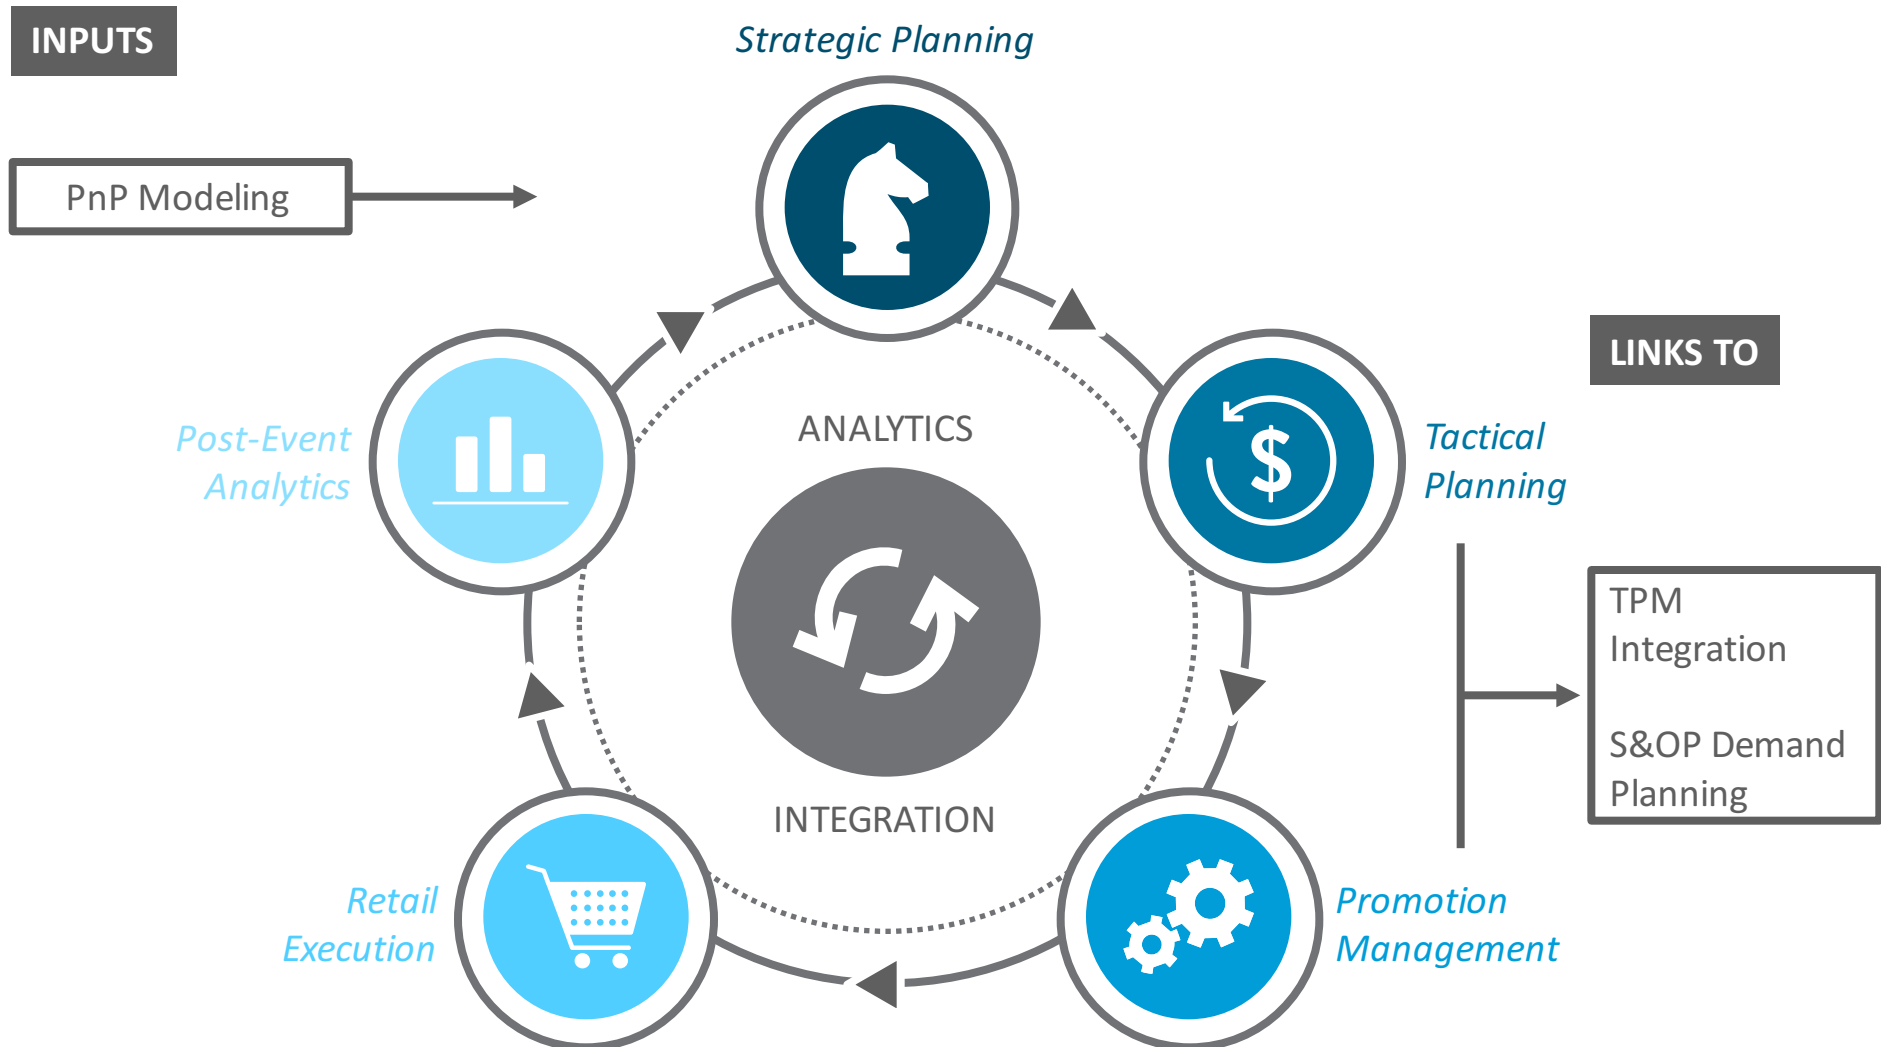 INPUTS
Strategic Planning
PnP Modeling
LINKS TO
ANALYTICS
Post-Event
Analytics
Tactical
Planning
TPM
Integration
S&OP Demand
Planning
INTEGRATION
Retail
Execution
$
Promotion
Management